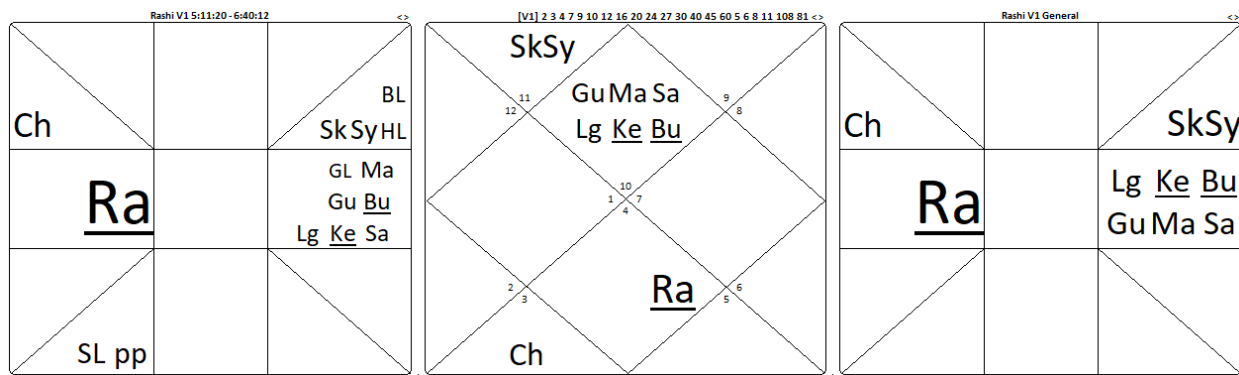 Rashi V1 5:11:20 - 6:40:12
<>
BL
Ch
Sk Sy HL
Ra
GL Ma
Gu Bu
Lg Ke Sa
SL pp
[V1] 2 3 4 7 9 10 12 16 20 24 27 30 40 45 60 5 6 8 11 108 81 <>
SkSy
11
9
Gu Ma Sa
12
8
Lg Ke Bu
10
1 7
4
2
6
3
5
Ra
Ch
Rashi V1 General
<>
Ch
SkSy
Ra
Lg Ke Bu
Gu Ma Sa